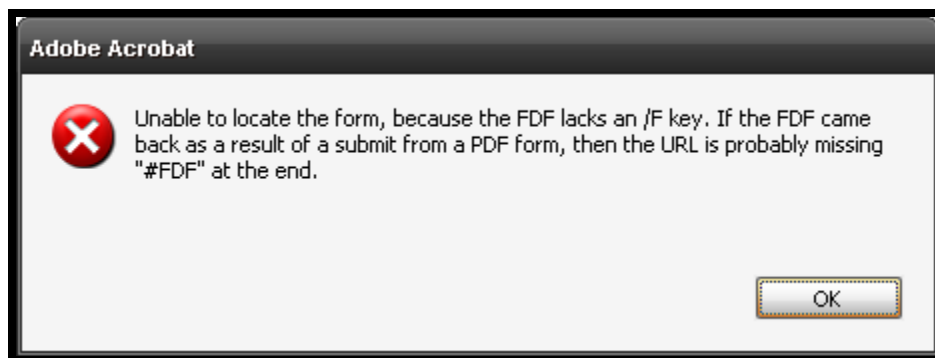 Adobe Acrobat
Unable to locate the form, because the FDF lacks an /F key. If the FDF came
back as a result of a submit from a PDF form, then the URL is probably missing
"#FDF" at the end.
OK